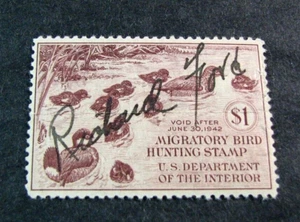 Richard Ford
$1
VOID AFTER
JUNE 30, 1942
MIGRATORY BIRD
HUNTING STAMP
U.S. DEPARTMENT
OF THE INTERIOR